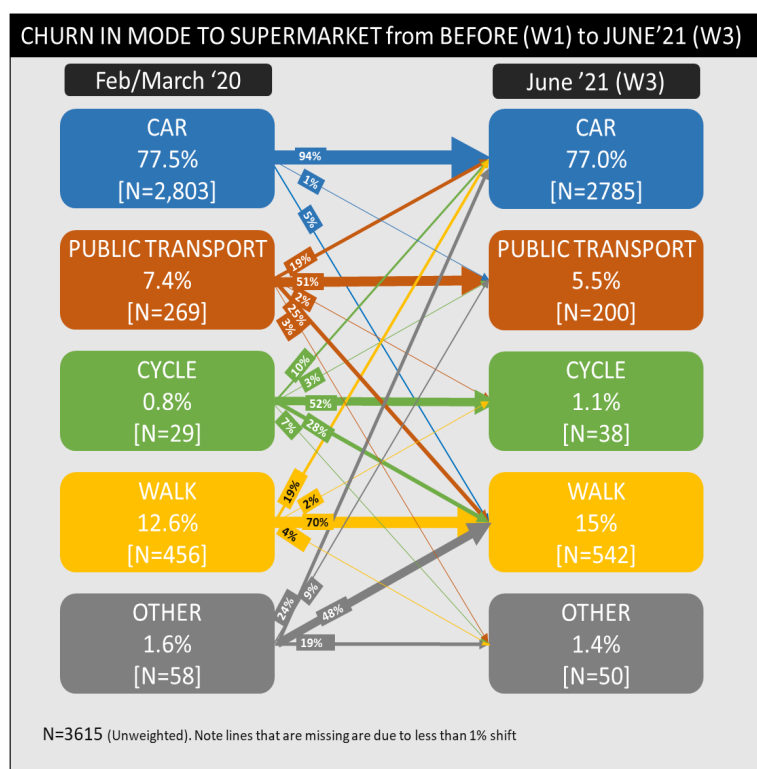 CHURN IN MODE TO SUPERMARKET from BEFORE (W1) to JUNE'21 (W3)
Feb/March '20
June '21 (W3)
CAR
77.5%
[N=2,803]
CAR
77.0%
[N=2785]
94%
1%
5%
PUBLIC TRANSPORT
7.4%
[N=269]
PUBLIC TRANSPORT
5.5%
[N=200]
19%
51%
2%
25%
3%
CYCLE
0.8%
[N=29]
CYCLE
1.1%
[N=38]
10%
3%
52%
28%
7%
WALK
12.6%
[N=456]
WALK
15%
[N=542]
19%
2%
70%
4%
OTHER
1.6%
[N=58]
OTHER
1.4%
[N=50]
24%
9%
48%
19%
N=3615 (Unweighted). Note lines that are missing are due to less than 1% shift